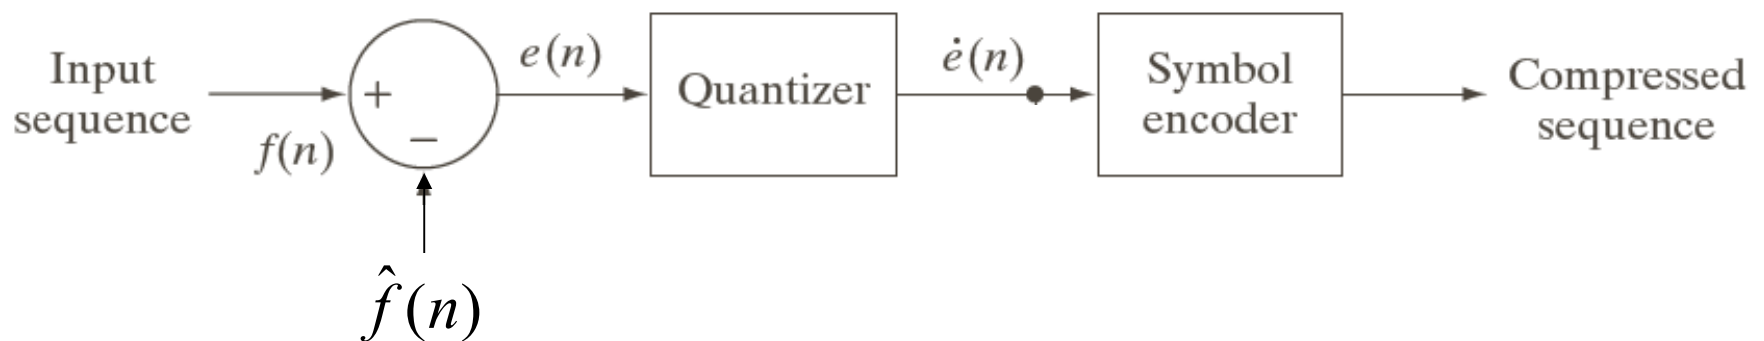 Input
sequence
f(n)
+
−
f̂(n)
e(n)
Quantizer
ė(n)
Symbol
encoder
Compressed
sequence